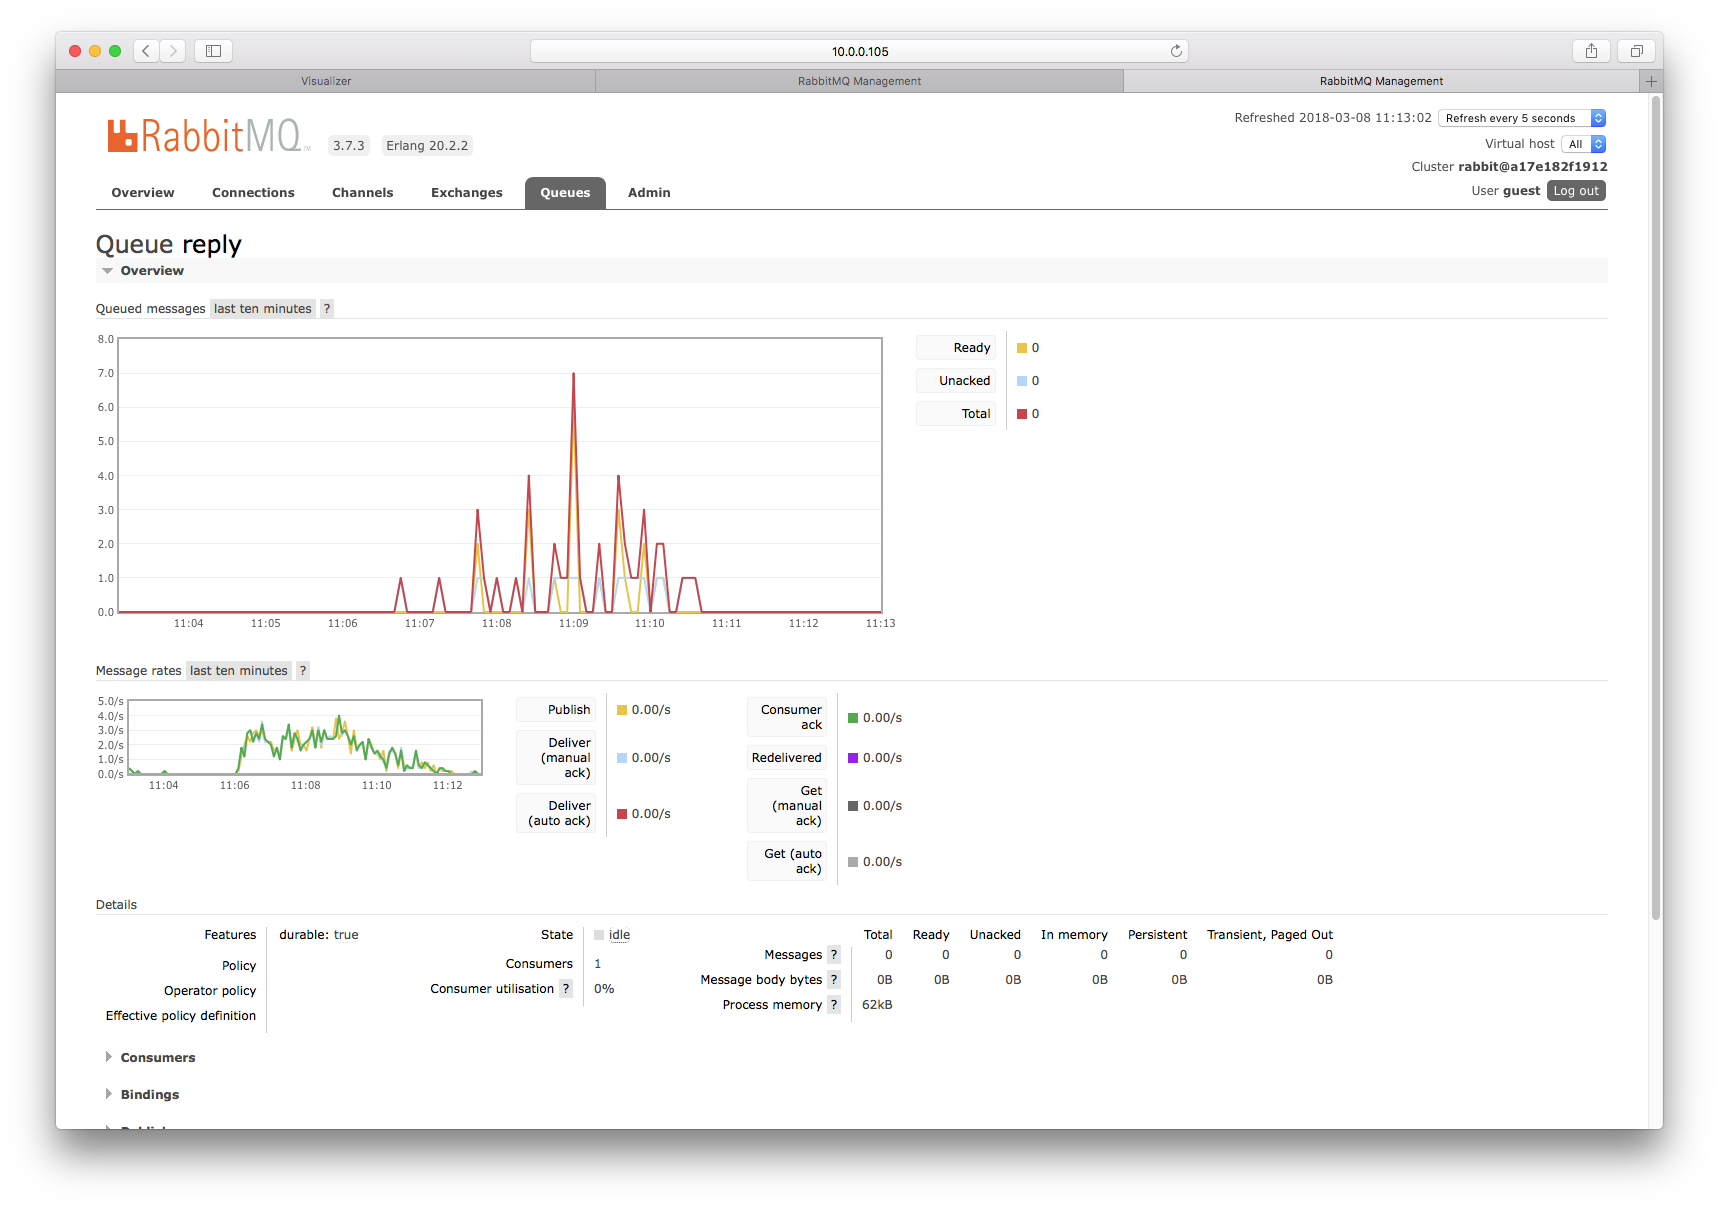 10.0.0.105
Visualizer
RabbitMQ Management
RabbitMQ Management
RabbitMQ™ 3.7.3 Erlang 20.2.2
Refreshed 2018-03-08 11:13:02 Refresh every 5 seconds
Virtual host All
Cluster rabbit@a17e182f1912
User guest Log out
Overview Connections Channels Exchanges Queues Admin
Queue reply
Overview
Queued messages last ten minutes ?
8.0
7.0
6.0
5.0
4.0
3.0
2.0
1.0
0.0
11:04 11:05 11:06 11:07 11:08 11:09 11:10 11:11 11:12 11:13
Ready 0
Unacked 0
Total 0
Message rates last ten minutes ?
5.0/s
4.0/s
3.0/s
2.0/s
1.0/s
0.0/s
11:04 11:06 11:08 11:10 11:12
Publish 0.00/s
Deliver
(manual 0.00/s
ack)
Deliver
(auto ack) 0.00/s
Consumer
ack 0.00/s
Redelivered 0.00/s
Get
(manual 0.00/s
ack)
Get (auto
ack) 0.00/s
Details
Features durable: true
Policy
Operator policy
Effective policy definition
State idle
Consumers 1
Consumer utilisation ? 0%
Total Ready Unacked In memory Persistent Transient, Paged Out
Messages ? 0 0 0 0 0 0
Message body bytes ? 0B 0B 0B 0B 0B 0B
Process memory ? 62kB
Consumers
Bindings